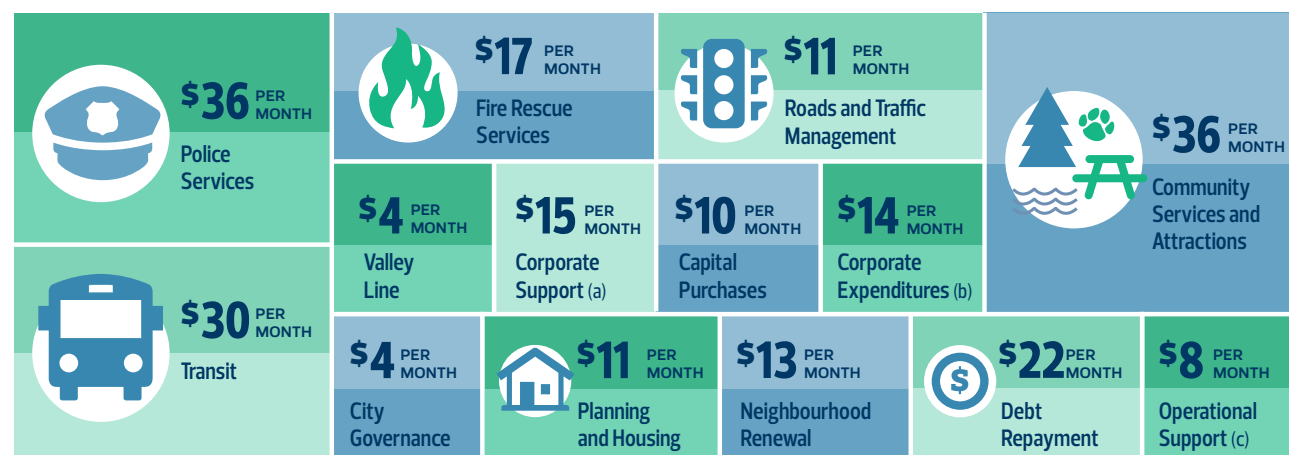 $36 PER MONTH
Police
Services
$17 PER MONTH
Fire Rescue
Services
$11 PER MONTH
Roads and Traffic
Management
$36 PER MONTH
Community
Services and
Attractions
$4 PER MONTH
Valley
Line
$15 PER MONTH
Corporate
Support (a)
$10 PER MONTH
Capital
Purchases
$14 PER MONTH
Corporate
Expenditures (b)
$30 PER MONTH
Transit
$4 PER MONTH
City
Governance
$11 PER MONTH
Planning
and Housing
$13 PER MONTH
Neighbourhood
Renewal
$
$22 PER MONTH
Debt
Repayment
$8 PER MONTH
Operational
Support (c)